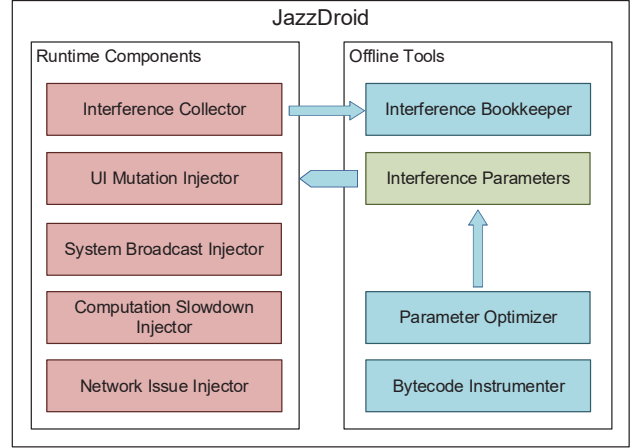 JazzDroid
Runtime Components
Interference Collector
UI Mutation Injector
System Broadcast Injector
Computation Slowdown
Injector
Network Issue Injector
Offline Tools
Interference Bookkeeper
Interference Parameters
Parameter Optimizer
Bytecode Instrumenter